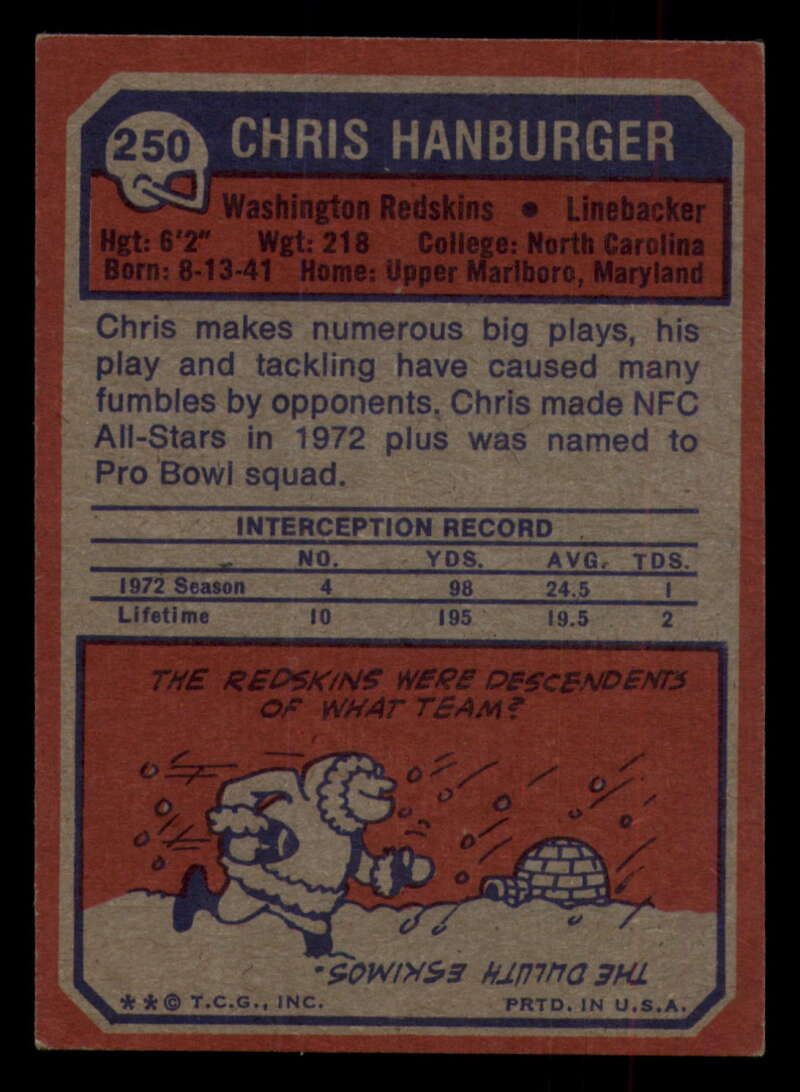 250 CHRIS HANBURGER
Washington Redskins • Linebacker
Hgt: 6'2" Wgt: 218 College: North Carolina
Born: 8-13-41 Home: Upper Marlboro, Maryland
Chris makes numerous big plays, his
play and tackling have caused many
fumbles by opponents. Chris made NFC
All-Stars in 1972 plus was named to
Pro Bowl squad.
INTERCEPTION RECORD
NO. YDS. AVG. TDS.
1972 Season 4 98 24.5 1
Lifetime 10 195 19.5 2
THE REDSKINS WERE DESCENDENTS
OF WHAT TEAM?
THE DULUTH ESKIMOS.
**© T.C.G., INC. PRTD. IN U.S.A.